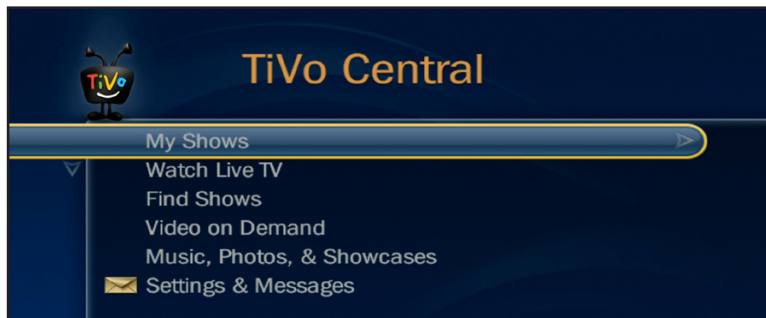 TiVo
TiVo Central
My Shows
Watch Live TV
Find Shows
Video on Demand
Music, Photos, & Showcases
Settings & Messages